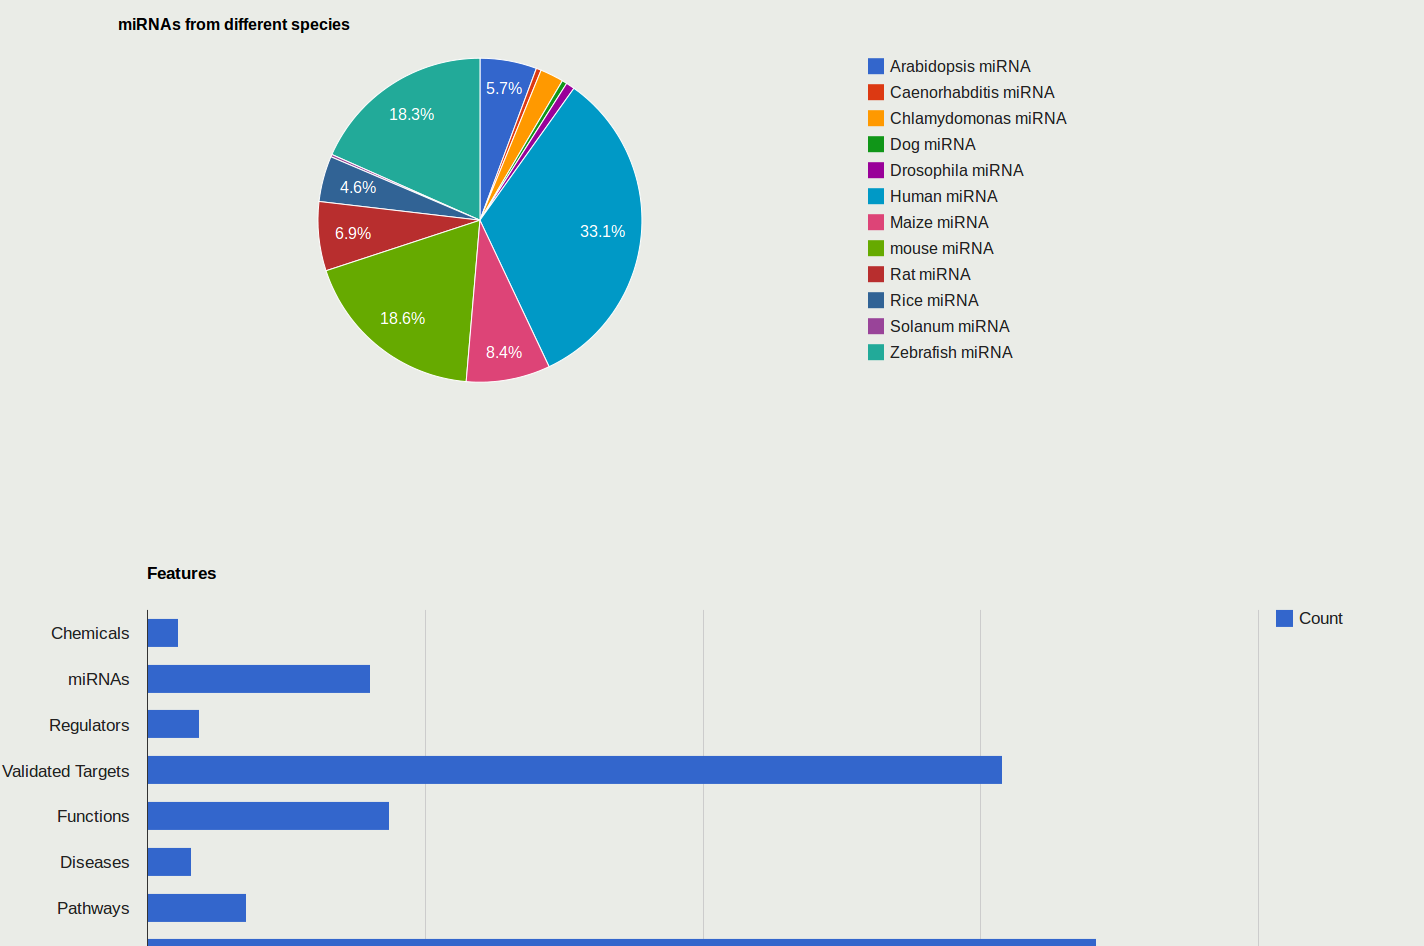 miRNAs from different species
5.7%
18.3%
4.6%
6.9%
33.1%
18.6%
8.4%
Arabidopsis miRNA
Caenorhabditis miRNA
Chlamydomonas miRNA
Dog miRNA
Drosophila miRNA
Human miRNA
Maize miRNA
mouse miRNA
Rat miRNA
Rice miRNA
Solanum miRNA
Zebrafish miRNA
Features
Count
Chemicals
miRNAs
Regulators
Validated Targets
Functions
Diseases
Pathways